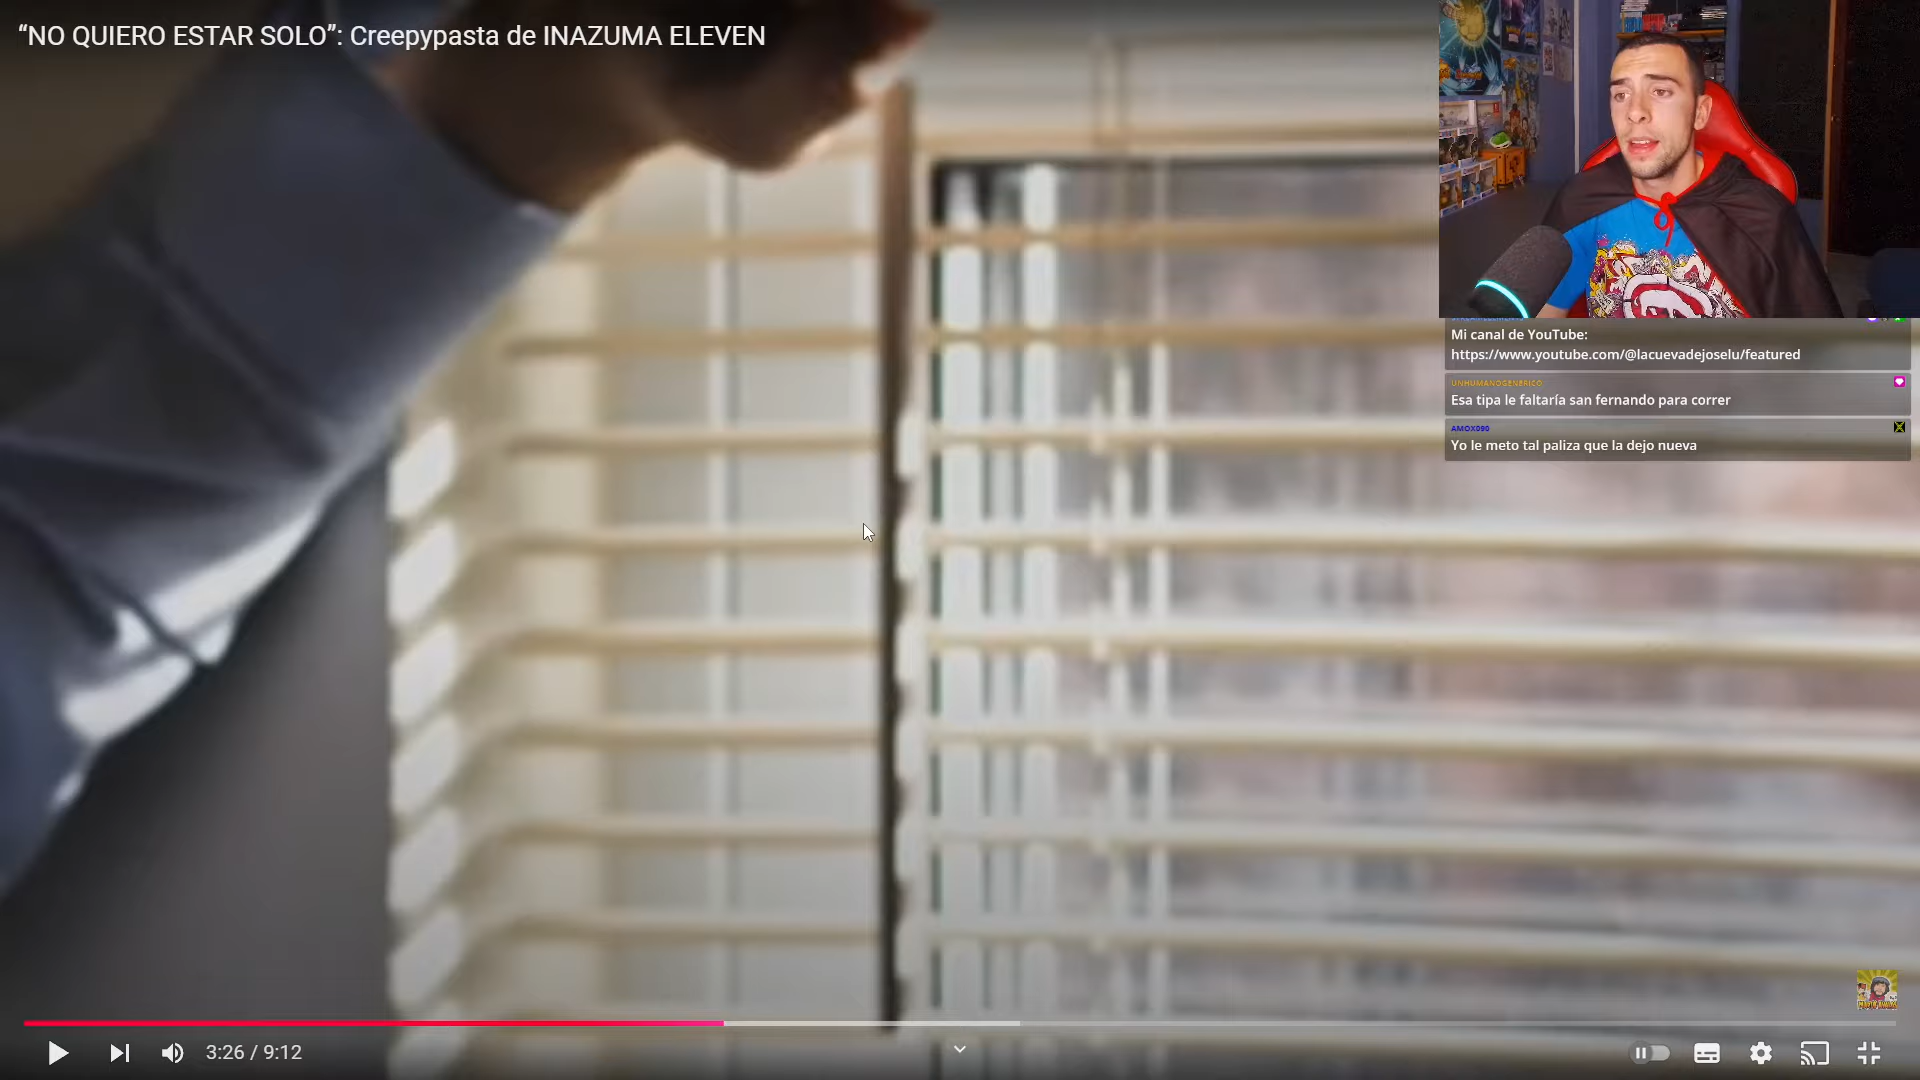 “NO QUIERO ESTAR SOLO”: Creepypasta de INAZUMA ELEVEN
Mi canal de YouTube:
https://www.youtube.com/@lacuevadejoselu/featured
UNHUMANOGENERICO
Esa tipa le faltaría san fernando para correr
AMOX090
Yo le meto tal paliza que la dejo nueva
3:26 / 9:12